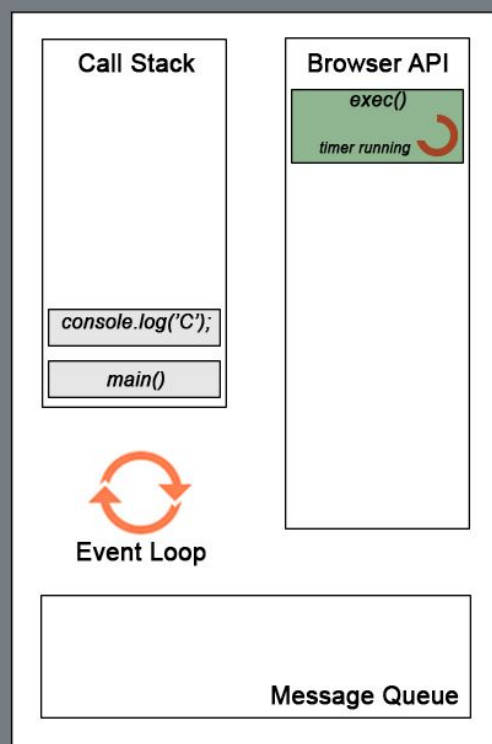 Call Stack
Browser API
exec()
timer running
console.log('C');
main()
Event Loop
Message Queue